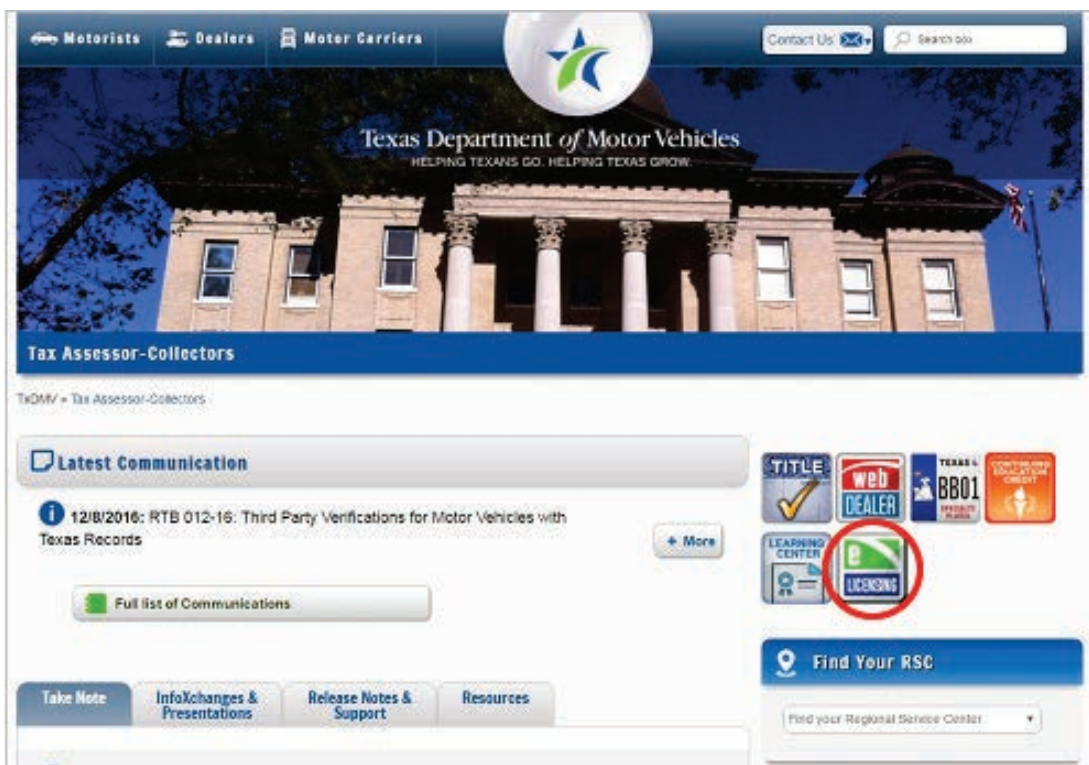 Motorists Dealers Motor Carriers
Contact Us
Search box
Texas Department of Motor Vehicles
HELPING TEXANS GO. HELPING TEXAS GROW.
Tax Assessor-Collectors
TxDMV » Tax Assessor-Collectors
Latest Communication
12/8/2016: RTB 012-16: Third Party Verifications for Motor Vehicles with
Texas Records
+ More
Full list of Communications
TITLE
web
DEALER
TEXAS
BB01
SPECIALTY
PLATES
CONTINUING
EDUCATION
CREDIT
LEARNING
CENTER
e
LICENSING
Find Your RSC
Find your Regional Service Center
Take Note
InfoXchanges &
Presentations
Release Notes &
Support
Resources